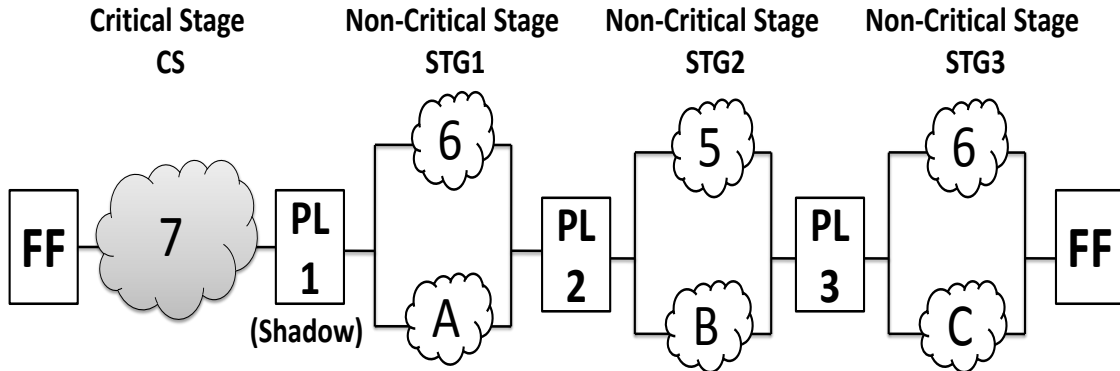 Critical Stage
CS
Non-Critical Stage
STG1
Non-Critical Stage
STG2
Non-Critical Stage
STG3
FF
7
PL
1
(Shadow)
6
A
PL
2
5
B
PL
3
6
C
FF